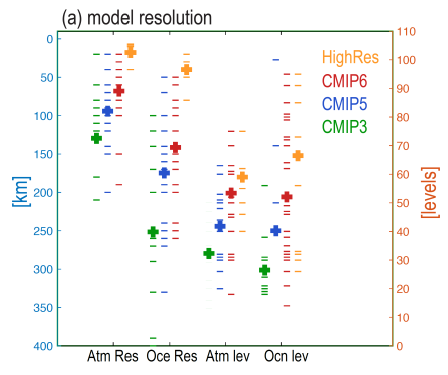 (a) model resolution
0
50
100
150
200
250
300
350
400
[km]
110
100
90
80
70
60
50
40
30
20
10
0
[levels]
HighRes
CMIP6
CMIP5
CMIP3
Atm Res Oce Res Atm lev Ocn lev